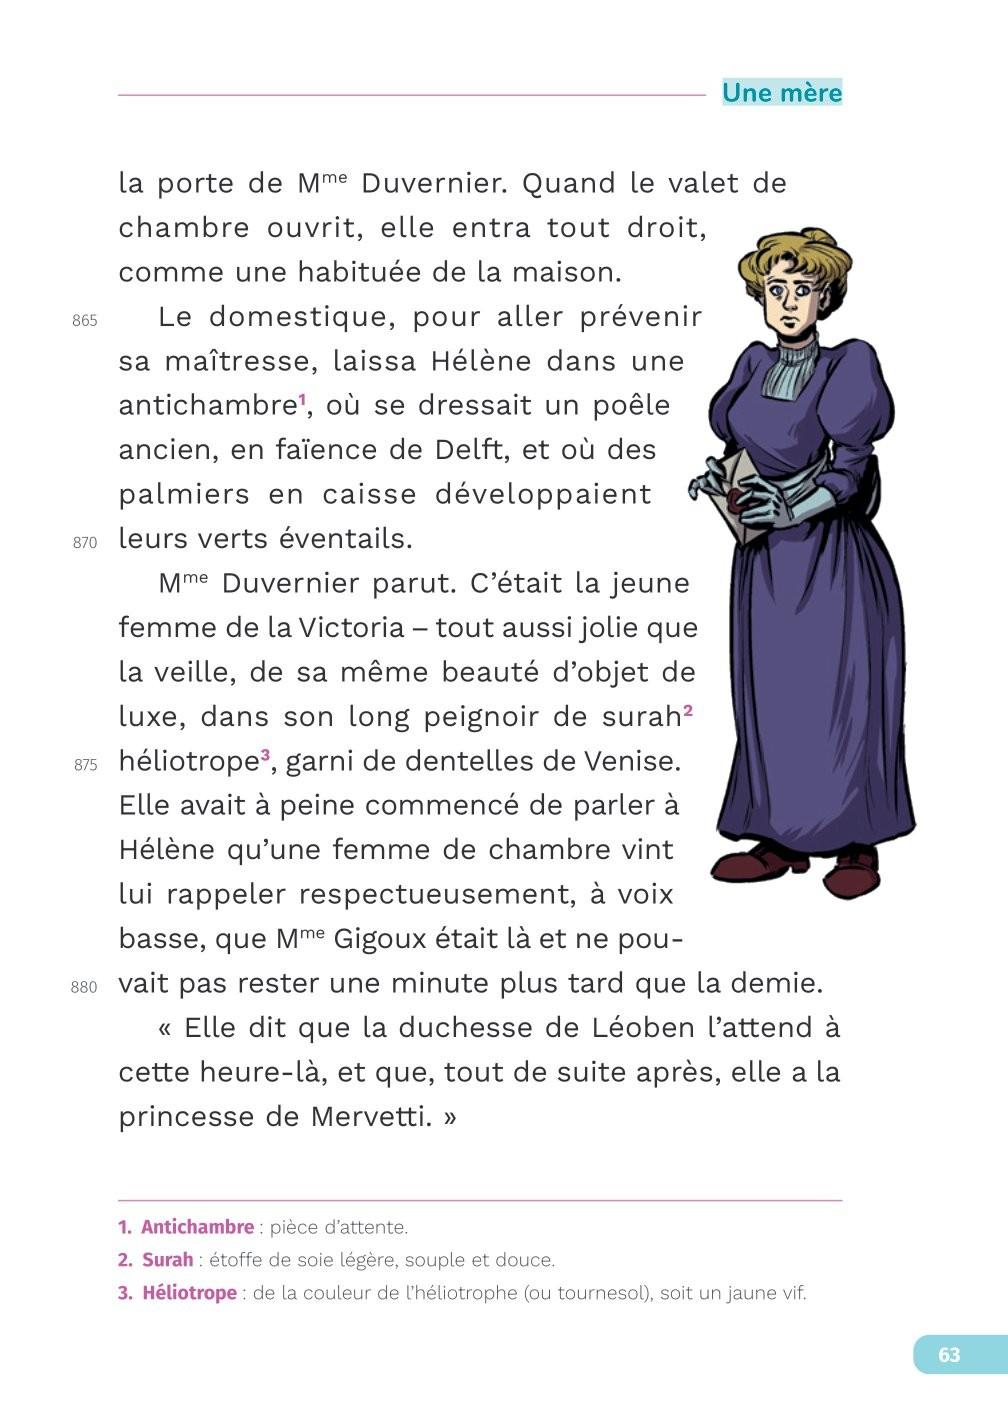 Une mère
la porte de Mᵐᵉ Duvernier. Quand le valet de
chambre ouvrit, elle entra tout droit,
comme une habituée de la maison.
865 Le domestique, pour aller prévenir
sa maîtresse, laissa Hélène dans une
antichambre¹, où se dressait un poêle
ancien, en faïence de Delft, et où des
palmiers en caisse développaient
870 leurs verts éventails.
Mᵐᵉ Duvernier parut. C’était la jeune
femme de la Victoria – tout aussi jolie que
la veille, de sa même beauté d’objet de
luxe, dans son long peignoir de surah²
875 héliotrope³, garni de dentelles de Venise.
Elle avait à peine commencé de parler à
Hélène qu’une femme de chambre vint
lui rappeler respectueusement, à voix
basse, que Mᵐᵉ Gigoux était là et ne pou-
880 vait pas rester une minute plus tard que la demie.
« Elle dit que la duchesse de Léoben l’attend à
cette heure-là, et que, tout de suite après, elle a la
princesse de Mervetti. »
1. Antichambre : pièce d’attente.
2. Surah : étoffe de soie légère, souple et douce.
3. Héliotrope : de la couleur de l’héliotrophe (ou tournesol), soit un jaune vif.
63